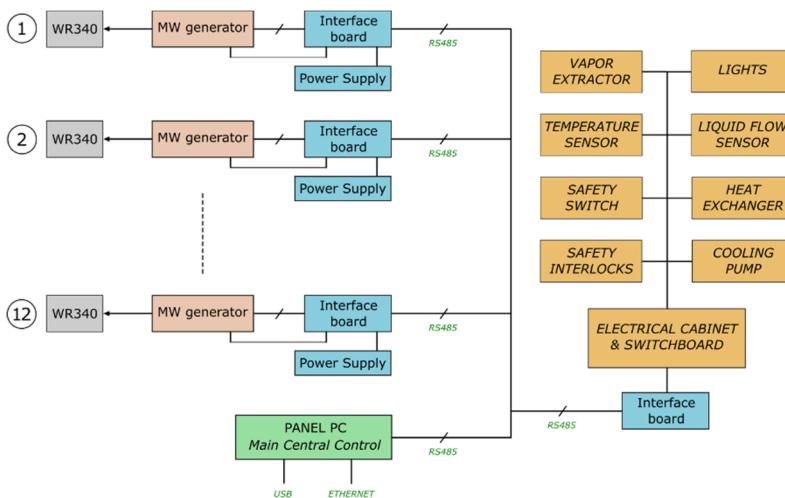 1
WR340
MW generator
Interface
board
Power Supply
RS485
2
WR340
MW generator
Interface
board
Power Supply
RS485
12
WR340
MW generator
Interface
board
Power Supply
RS485
PANEL PC
Main Central Control
RS485
USB
ETHERNET
VAPOR
EXTRACTOR
LIGHTS
TEMPERATURE
SENSOR
LIQUID FLOW
SENSOR
SAFETY
SWITCH
HEAT
EXCHANGER
SAFETY
INTERLOCKS
COOLING
PUMP
ELECTRICAL CABINET
& SWITCHBOARD
Interface
board
RS485